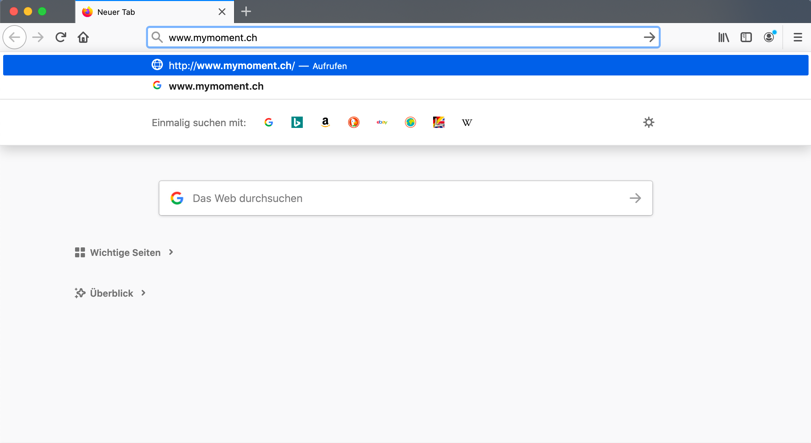 Neuer Tab
www.mymoment.ch
http://www.mymoment.ch/ — Aufrufen
www.mymoment.ch
Einmalig suchen mit:
Das Web durchsuchen
Wichtige Seiten
Überblick